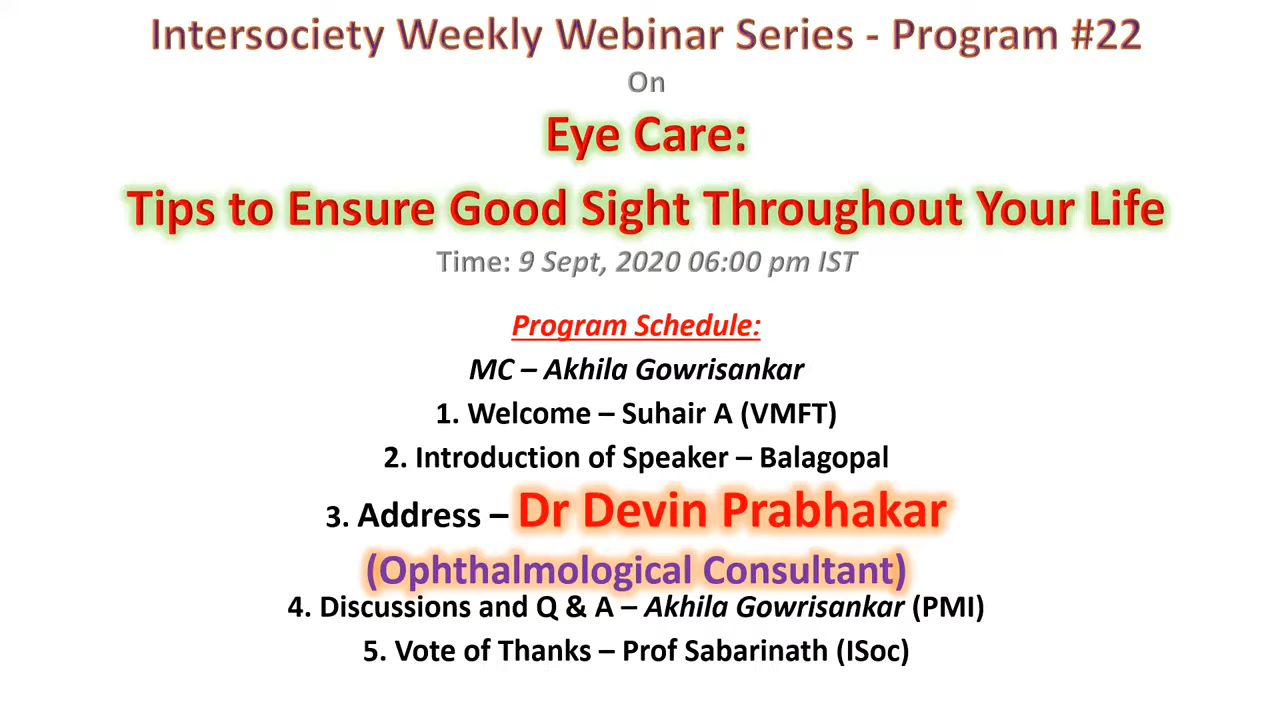 Intersociety Weekly Webinar Series - Program #22
On
Eye Care:
Tips to Ensure Good Sight Throughout Your Life
Time: 9 Sept, 2020 06:00 pm IST
Program Schedule:
MC – Akhila Gowrisankar
1. Welcome – Suhair A (VMFT)
2. Introduction of Speaker – Balagopal
3. Address – Dr Devin Prabhakar
(Ophthalmological Consultant)
4. Discussions and Q & A – Akhila Gowrisankar (PMI)
5. Vote of Thanks – Prof Sabarinath (ISoc)